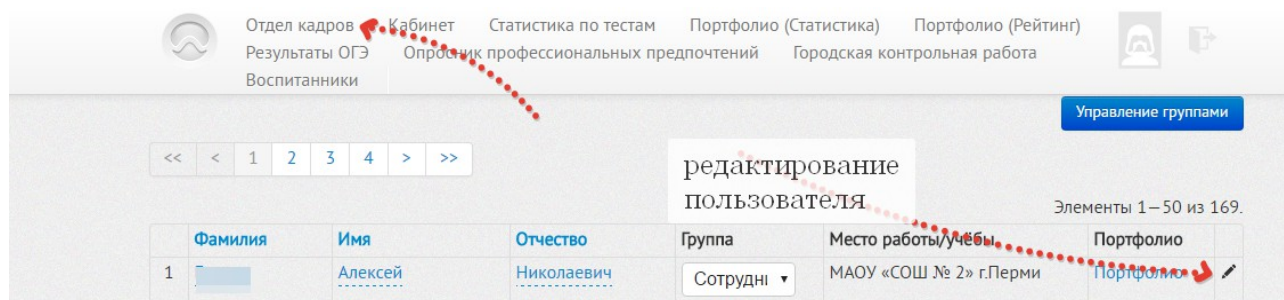 Отдел кадров Кабинет Статистика по тестам Портфолио (Статистика) Портфолио (Рейтинг)
Результаты ОГЭ Опросник профессиональных предпочтений Городская контрольная работа
Воспитанники
Управление группами
<< < 1 2 3 4 > >>
редактирование
пользователя
Элементы 1—50 из 169.
Фамилия Имя Отчество Группа Место работы/учёбы Портфолио
1 Алексей Николаевич Сотрудн ▾ МАОУ «СОШ № 2» г.Перми Портфолио